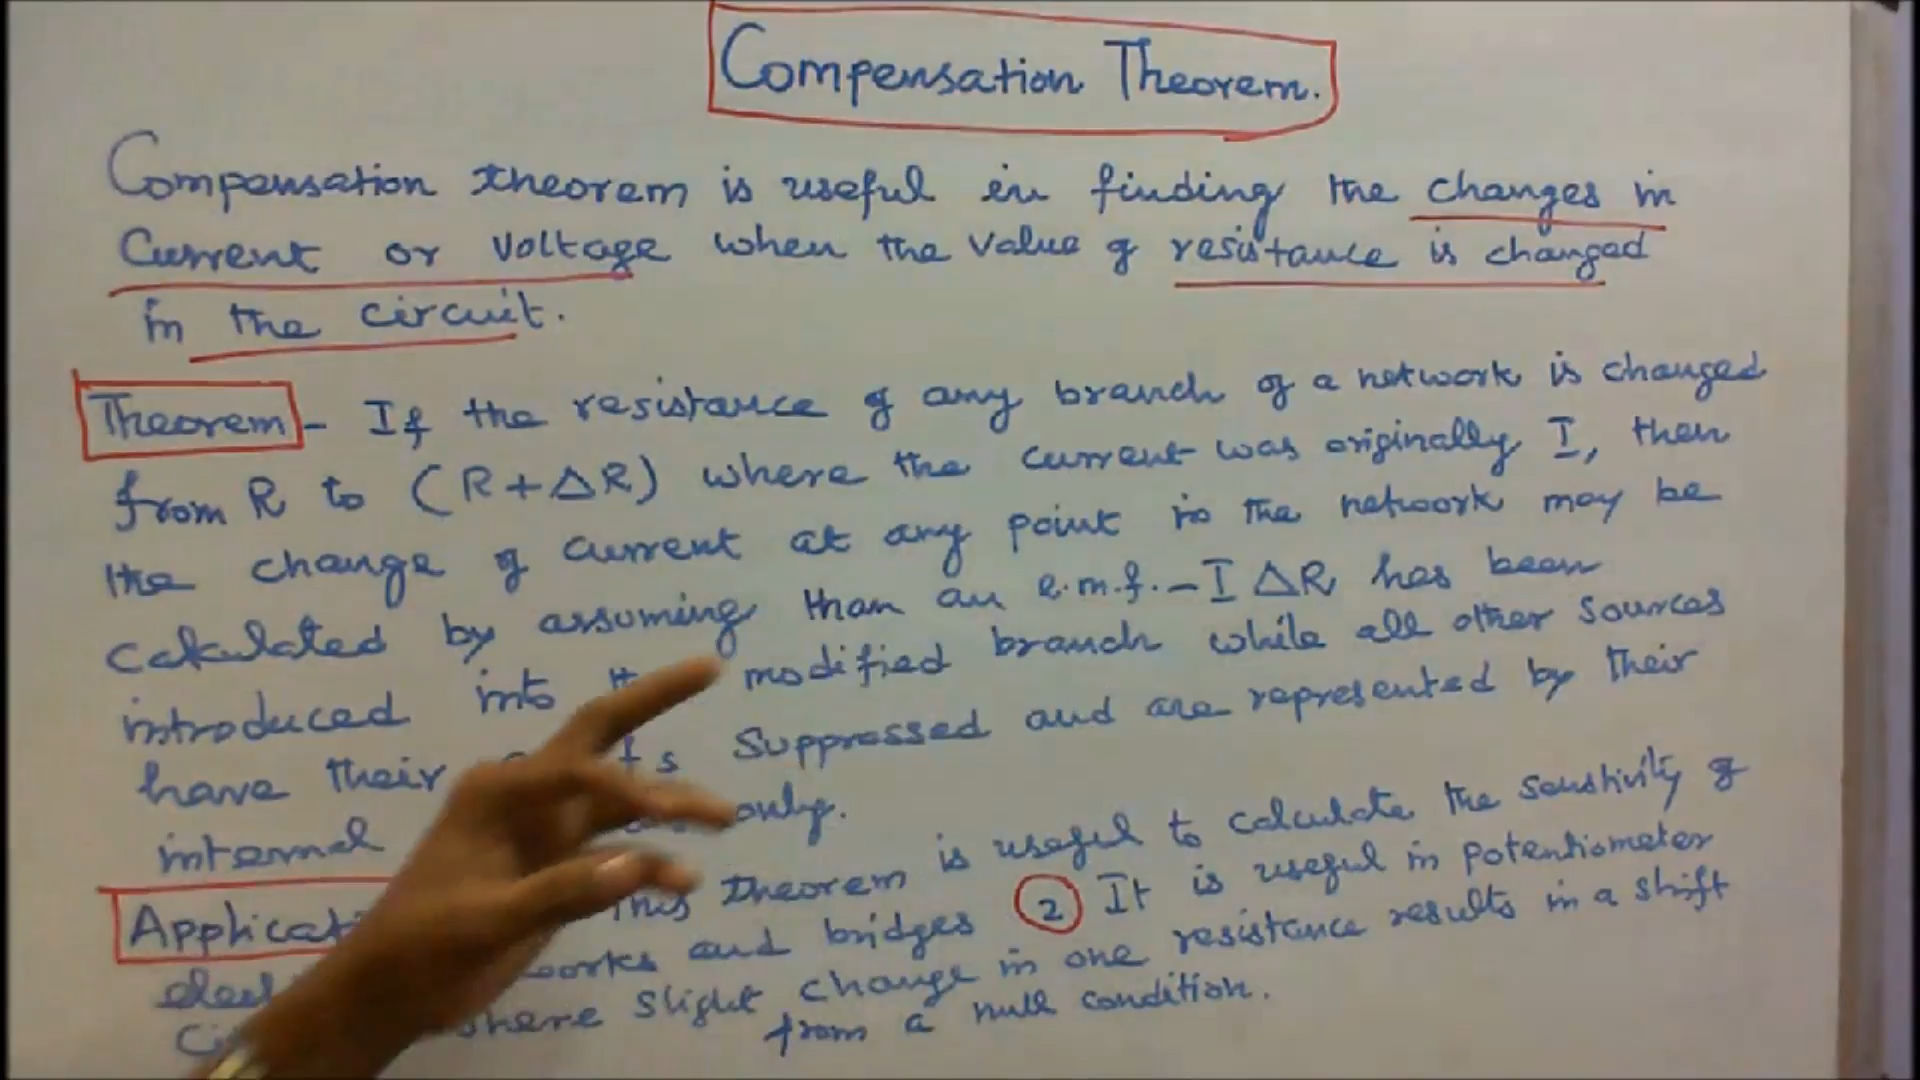 Compensation Theorem.
Compensation theorem is useful in finding the changes in
Current or Voltage when the value of resistance is changed
in the circuit.
Theorem - If the resistance of any branch of a network is changed
from R to (R+ΔR) where the current was originally I, then
the change of current at any point in the network may be
calculated by assuming than an e.m.f. - I ΔR has been
introduced into modified branch while all other sources
have their suppressed and are represented by their
internal only.
This theorem is useful to calculate the senstivity of
and bridges 2 It is useful in potentiometer
where slight change in one resistance results in a shift
from a null condition.